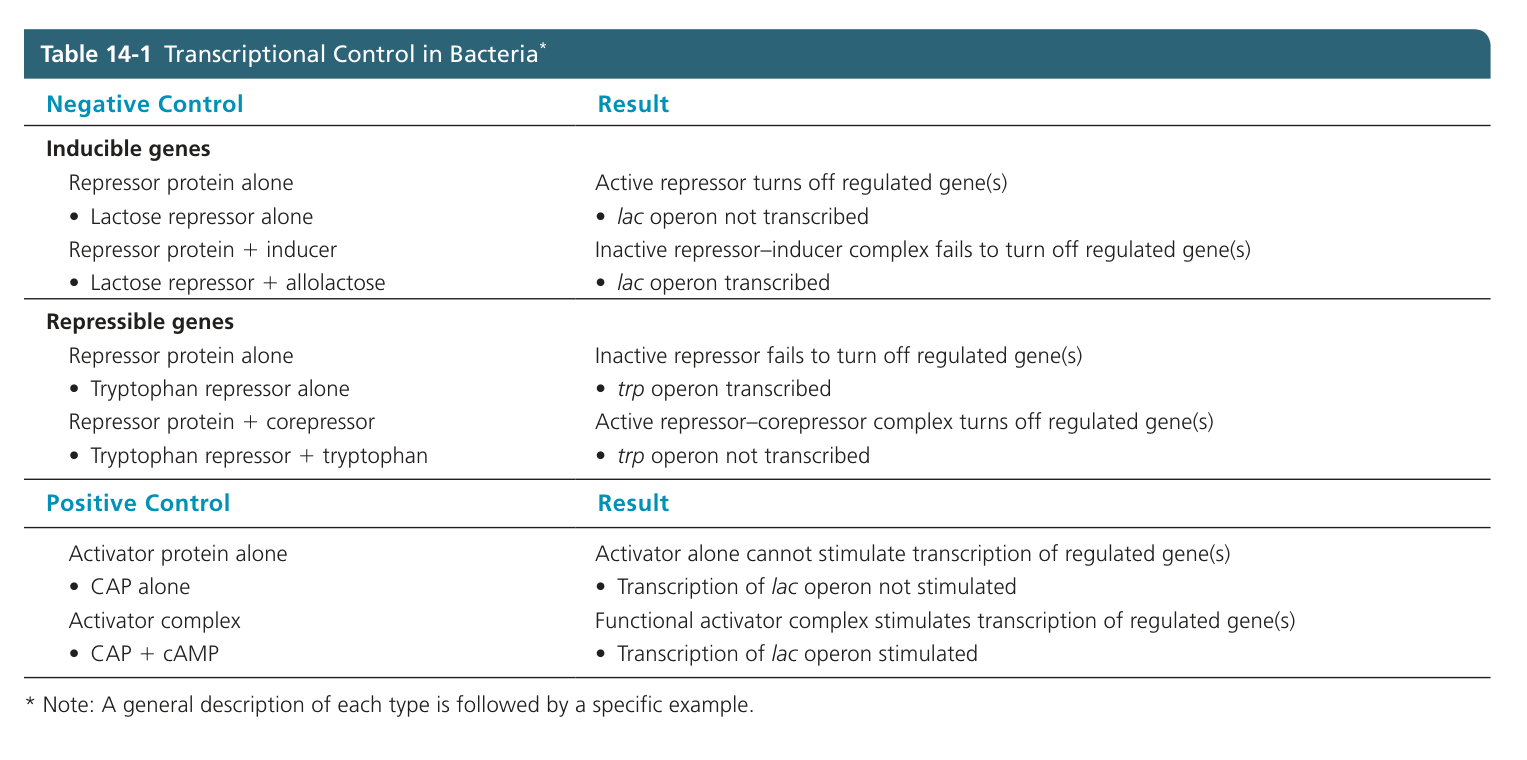 Table 14-1 Transcriptional Control in Bacteria*
Negative Control Result
Inducible genes
Repressor protein alone Active repressor turns off regulated gene(s)
• Lactose repressor alone • lac operon not transcribed
Repressor protein + inducer Inactive repressor–inducer complex fails to turn off regulated gene(s)
• Lactose repressor + allolactose • lac operon transcribed
Repressible genes
Repressor protein alone Inactive repressor fails to turn off regulated gene(s)
• Tryptophan repressor alone • trp operon transcribed
Repressor protein + corepressor Active repressor–corepressor complex turns off regulated gene(s)
• Tryptophan repressor + tryptophan • trp operon not transcribed
Positive Control Result
Activator protein alone Activator alone cannot stimulate transcription of regulated gene(s)
• CAP alone • Transcription of lac operon not stimulated
Activator complex Functional activator complex stimulates transcription of regulated gene(s)
• CAP + cAMP • Transcription of lac operon stimulated
* Note: A general description of each type is followed by a specific example.